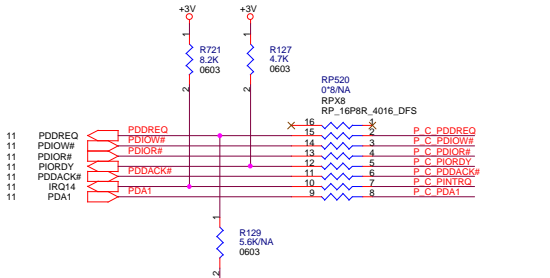 +3V
+3V
1
1
R721
8.2K
0603
R127
4.7K
0603
2
2
RP520
0*8/NA
RPX8
RP_16P8R_4016_DFS
16
1
11 PDDREQ PDDREQ 15 2 P_C_PDDREQ
11 PDIOW# PDIOW# 14 3 P_C_PDIOW#
11 PDIOR# PDIOR# 13 4 P_C_PDIOR#
11 PIORDY 12 5 P_C_PIORDY
11 PDDACK# PDDACK# 11 6 P_C_PDDACK#
11 IRQ14 10 7 P_C_PINTRQ
11 PDA1 PDA1 9 8 P_C_PDA1
1
R129
5.6K/NA
0603
2